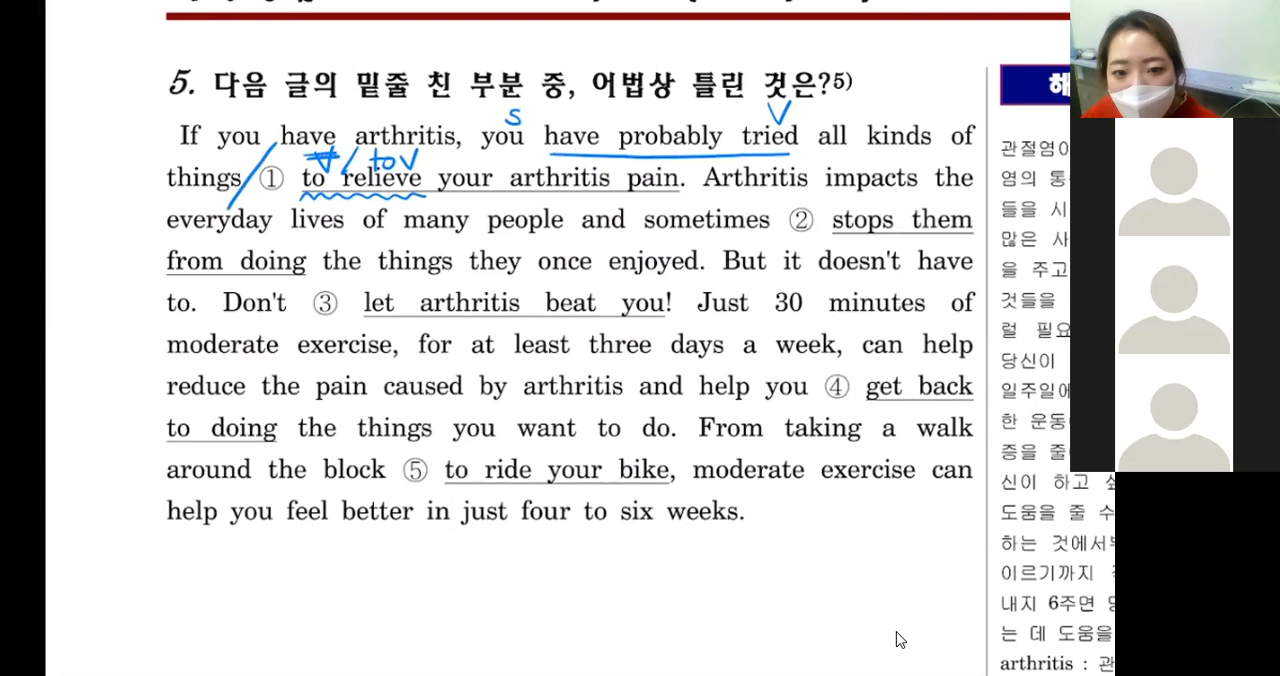 5. 다음 글의 밑줄 친 부분 중, 어법상 틀린 것은?5)
S V
If you have arthritis, you have probably tried all kinds of
to V
things ① to relieve your arthritis pain. Arthritis impacts the
everyday lives of many people and sometimes ② stops them
from doing the things they once enjoyed. But it doesn't have
to. Don't ③ let arthritis beat you! Just 30 minutes of
moderate exercise, for at least three days a week, can help
reduce the pain caused by arthritis and help you ④ get back
to doing the things you want to do. From taking a walk
around the block ⑤ to ride your bike, moderate exercise can
help you feel better in just four to six weeks.
해
관절염이
염의 통
들을 시
많은 사
을 주고
것들을
럴 필요
당신이
일주일에
한 운동
증을 줄
신이 하고
도움을 줄 수
하는 것에서부
이르기까지
내지 6주면
는 데 도움을
arthritis : 관